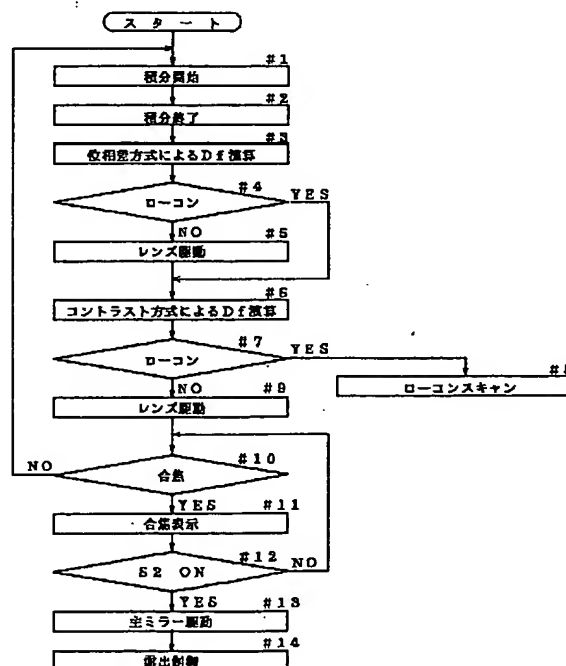 スタート
#1
積分開始
#2
積分終了
#3
位相差方式によるDf演算
#4
ローコン
YES
NO
#5
レンズ駆動
#6
コントラスト方式によるDf演算
#7
ローコン
YES
NO
#8
ローコンスキャン
#9
レンズ駆動
#10
合焦
NO
YES
#11
合焦表示
#12
S2 ON
NO
YES
#13
主ミラー駆動
#14
露出制御